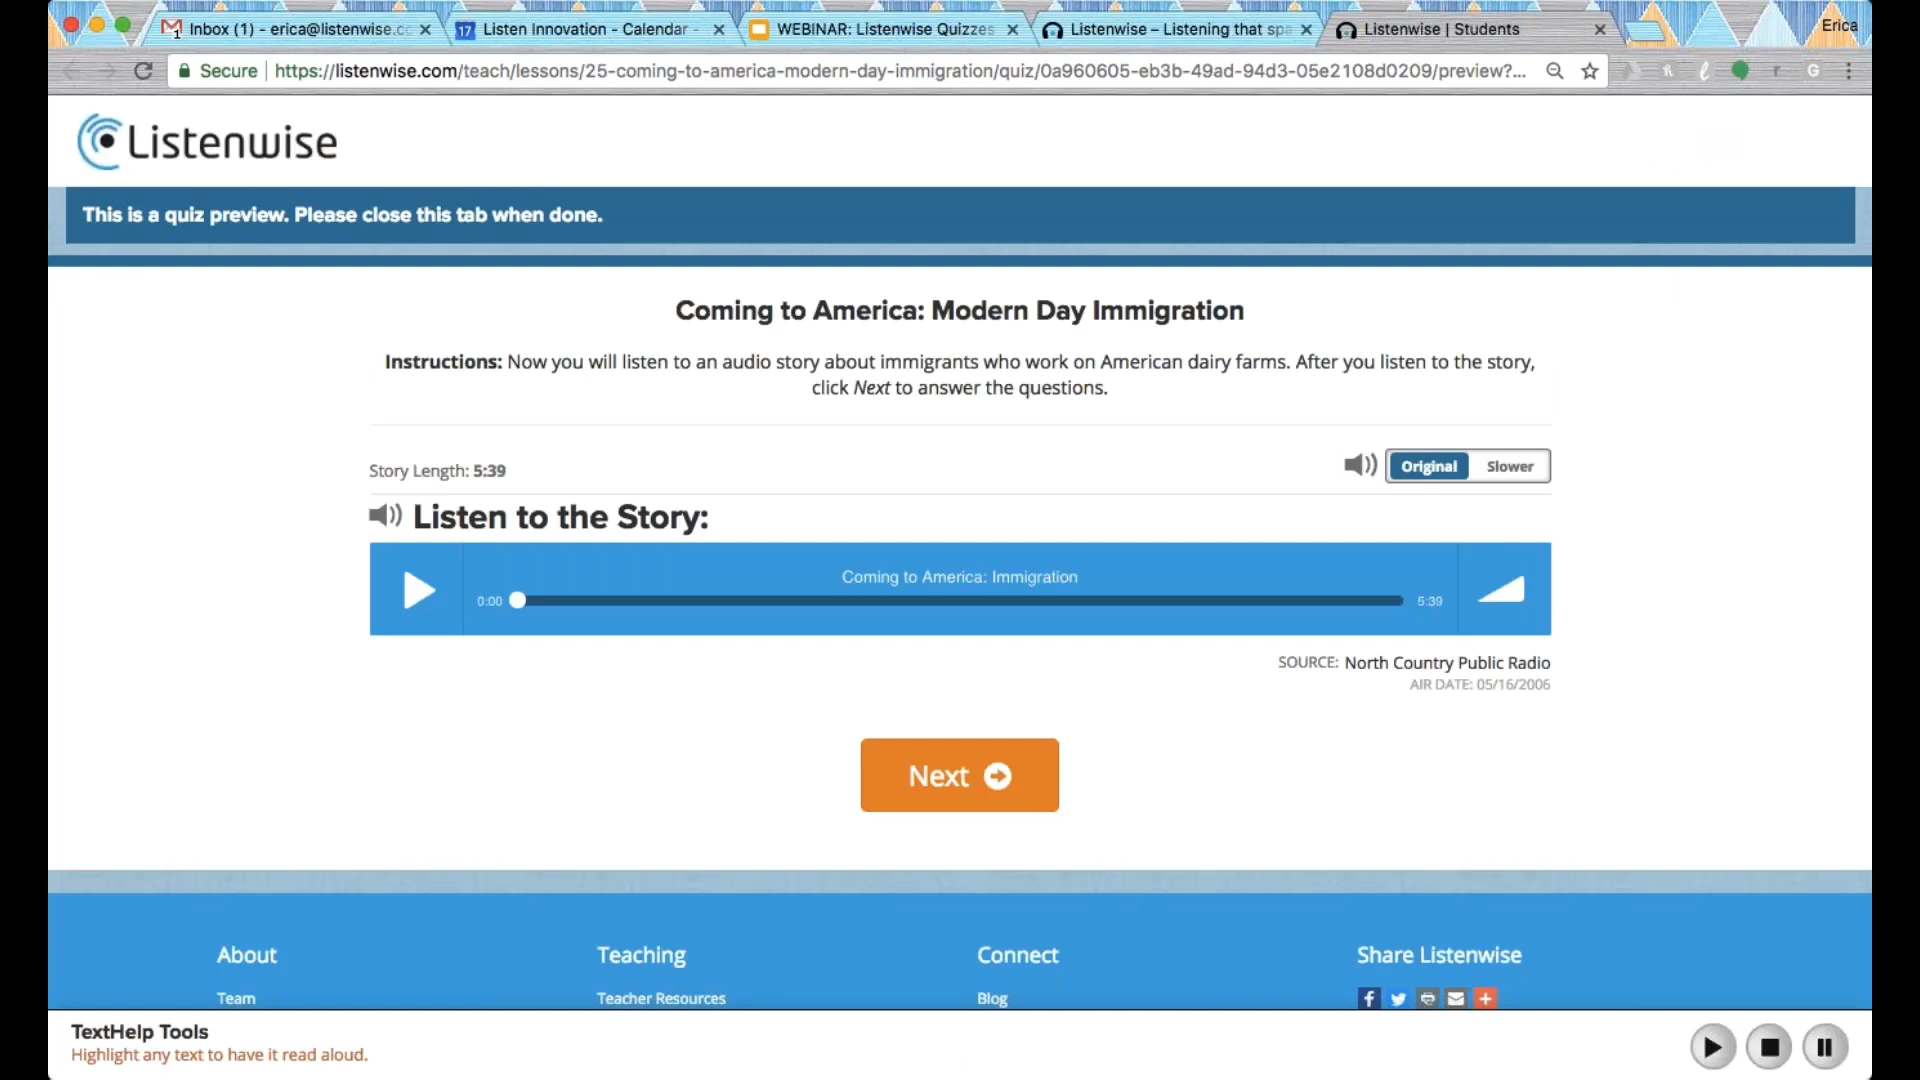 Inbox (1) - erica@listenwise.cc
17 Listen Innovation - Calendar -
WEBINAR: Listenwise Quizzes
Listenwise – Listening that spa
Listenwise | Students
Erica
Secure | https://listenwise.com/teach/lessons/25-coming-to-america-modern-day-immigration/quiz/0a960605-eb3b-49ad-94d3-05e2108d0209/preview?...
Listenwise
This is a quiz preview. Please close this tab when done.
Coming to America: Modern Day Immigration
Instructions: Now you will listen to an audio story about immigrants who work on American dairy farms. After you listen to the story,
click Next to answer the questions.
Story Length: 5:39
Original Slower
Listen to the Story:
Coming to America: Immigration
0:00 5:39
SOURCE: North Country Public Radio
AIR DATE: 05/16/2006
Next
About Teaching Connect Share Listenwise
Team Teacher Resources Blog
TextHelp Tools
Highlight any text to have it read aloud.